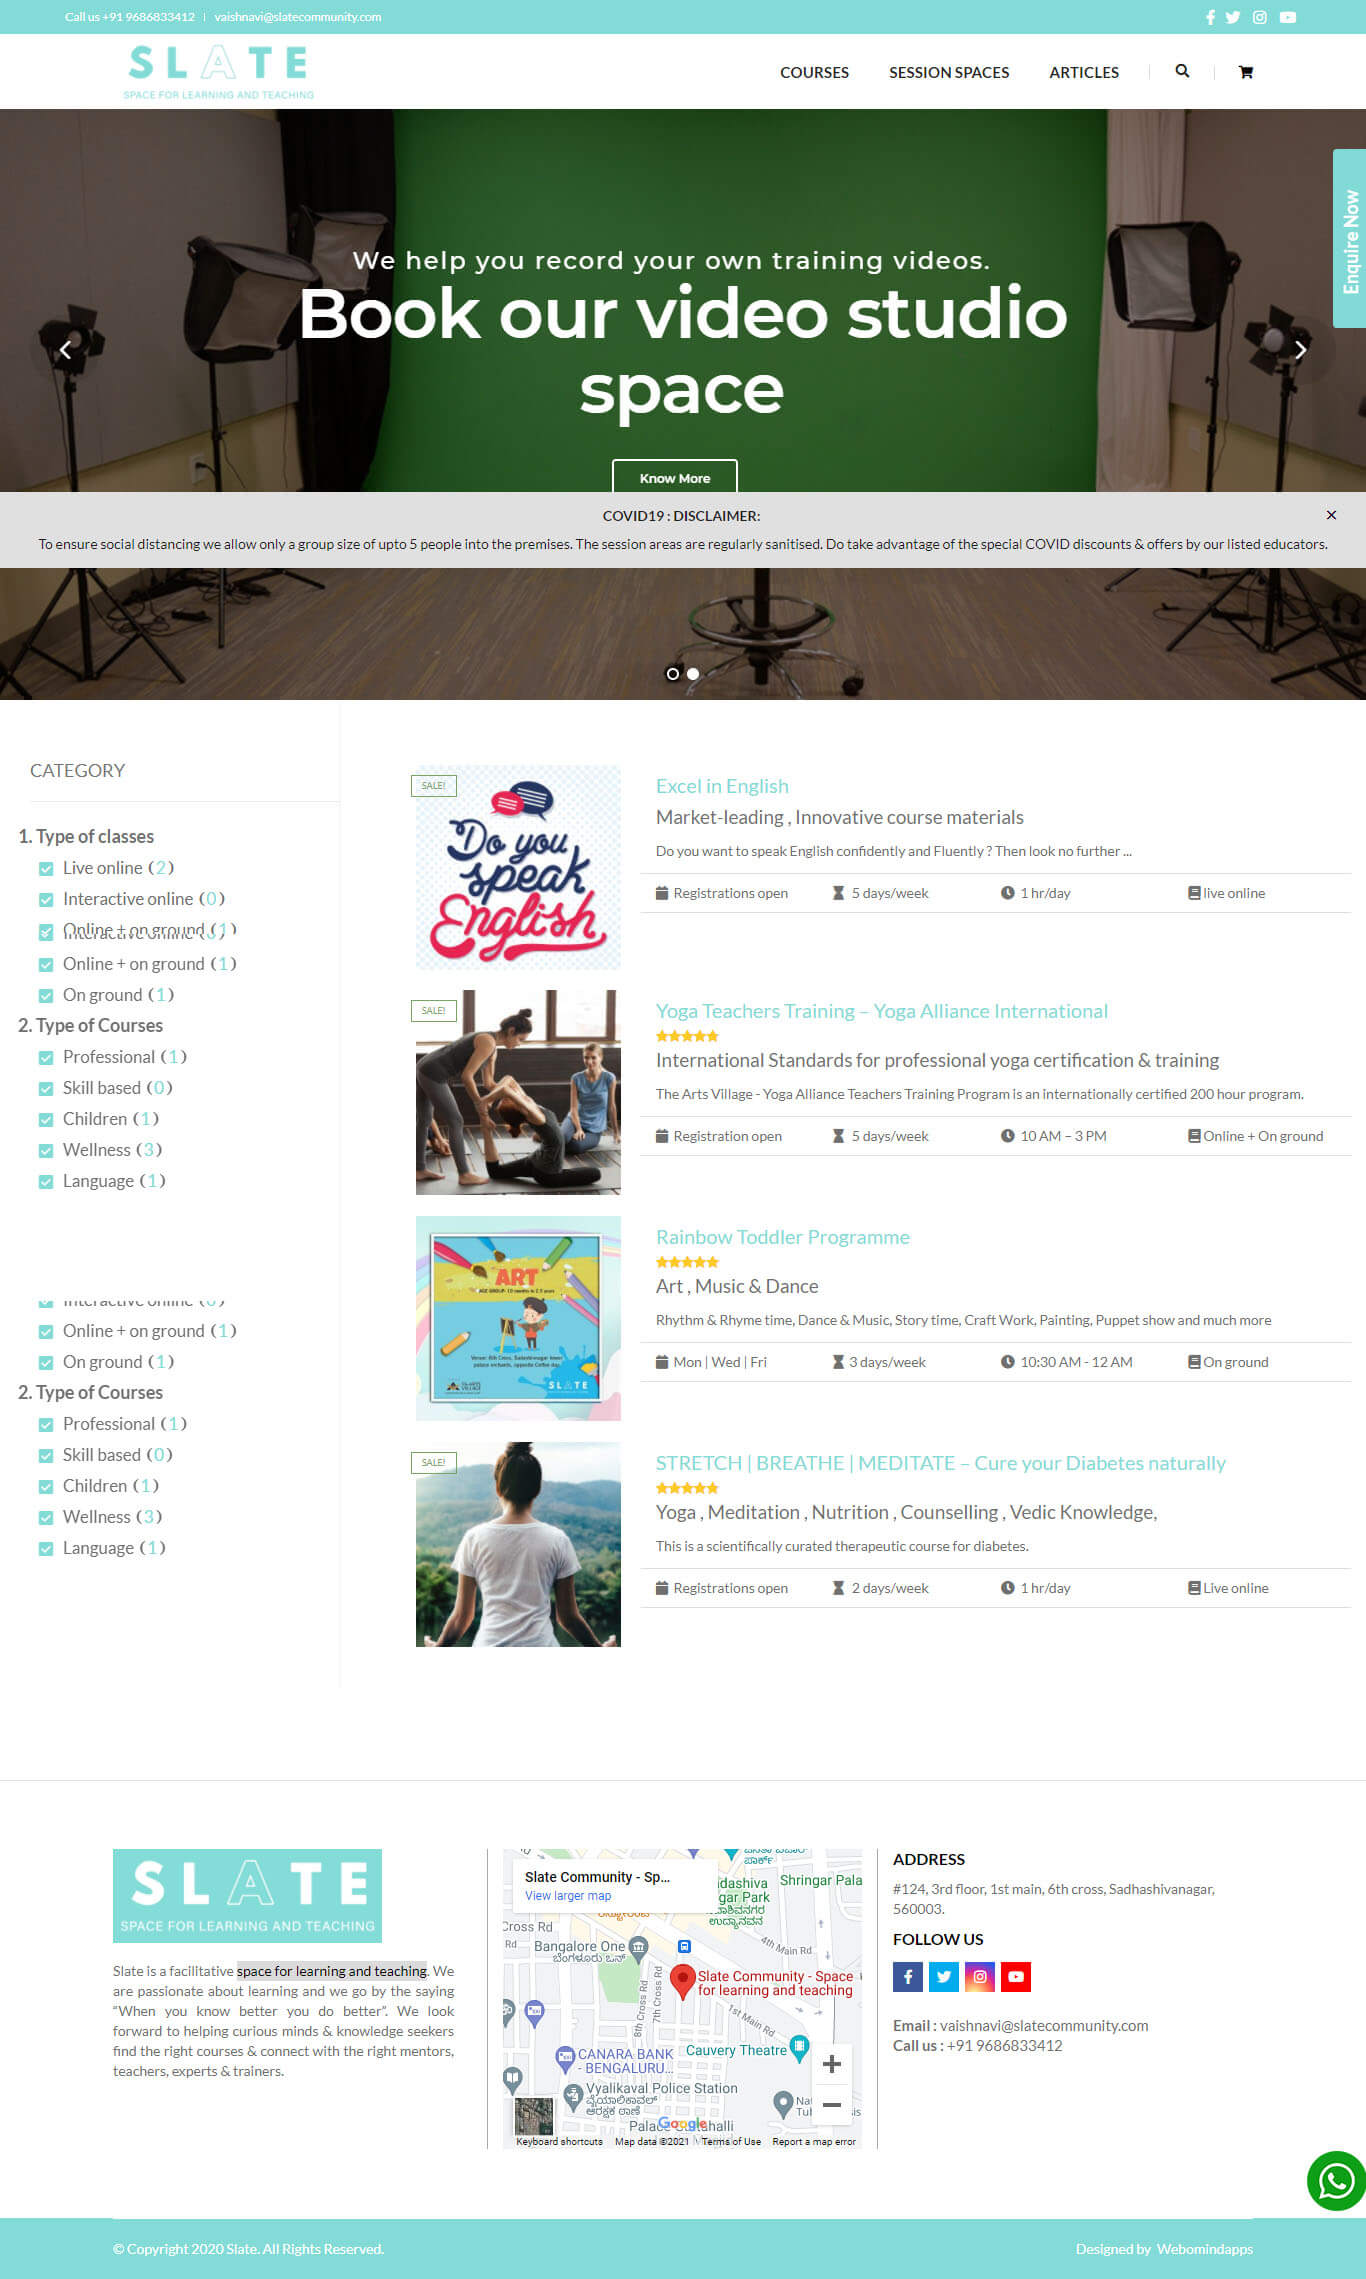 Call us +91 9686833412 | vaishnavi@slatecommunity.com
SLATE
SPACE FOR LEARNING AND TEACHING
COURSES
SESSION SPACES
ARTICLES
Enquire Now
We help you record your own training videos.
Book our video studio
space
Know More
COVID19 : DISCLAIMER:
To ensure social distancing we allow only a group size of upto 5 people into the premises. The session areas are regularly sanitised. Do take advantage of the special COVID discounts & offers by our listed educators.
CATEGORY
1. Type of classes
Live online (2)
Interactive online (0)
Online + on ground (1)
Online + on ground (1)
On ground (1)
2. Type of Courses
Professional (1)
Skill based (0)
Children (1)
Wellness (3)
Language (1)
Interactive online (0)
Online + on ground (1)
On ground (1)
2. Type of Courses
Professional (1)
Skill based (0)
Children (1)
Wellness (3)
Language (1)
SALE!
Do you
speak
English
Excel in English
Market-leading , Innovative course materials
Do you want to speak English confidently and Fluently ? Then look no further ...
Registrations open
5 days/week
1 hr/day
live online
SALE!
Yoga Teachers Training – Yoga Alliance International
International Standards for professional yoga certification & training
The Arts Village - Yoga Alliance Teachers Training Program is an internationally certified 200 hour program.
Registration open
5 days/week
10 AM – 3 PM
Online + On ground
ART
SLATE
Rainbow Toddler Programme
Art , Music & Dance
Rhythm & Rhyme time, Dance & Music, Story time, Craft Work, Painting, Puppet show and much more
Mon | Wed | Fri
3 days/week
10:30 AM - 12 AM
On ground
SALE!
STRETCH | BREATHE | MEDITATE – Cure your Diabetes naturally
Yoga , Meditation , Nutrition , Counselling , Vedic Knowledge,
This is a scientifically curated therapeutic course for diabetes.
Registrations open
2 days/week
1 hr/day
Live online
SLATE
SPACE FOR LEARNING AND TEACHING
Slate is a facilitative space for learning and teaching. We
are passionate about learning and we go by the saying
“When you know better you do better”. We look
forward to helping curious minds & knowledge seekers
find the right courses & connect with the right mentors,
teachers, experts & trainers.
Slate Community - Sp...
View larger map
Shringar Pala
Cross Rd
Rd
Bangalore One
ಬೆಂಗಳೂರು ಒನ್
4th Main Rd
Slate Community - Space
for learning and teaching
1st Main Rd
8th Cross Rd
7th Cross Rd
CANARA BANK
- BENGALURU...
Cauvery Theatre
Vyalikaval Police Station
ವೈಯಾಲಿಕಾವಲ್
ಆರಕ್ಷಕ ಠಾಣೆ
Google
Keyboard shortcuts
Map data ©2021
Terms of Use
Report a map error
ADDRESS
#124, 3rd floor, 1st main, 6th cross, Sadhashivanagar,
560003.
FOLLOW US
Email : vaishnavi@slatecommunity.com
Call us : +91 9686833412
© Copyright 2020 Slate. All Rights Reserved.
Designed by Webomindapps